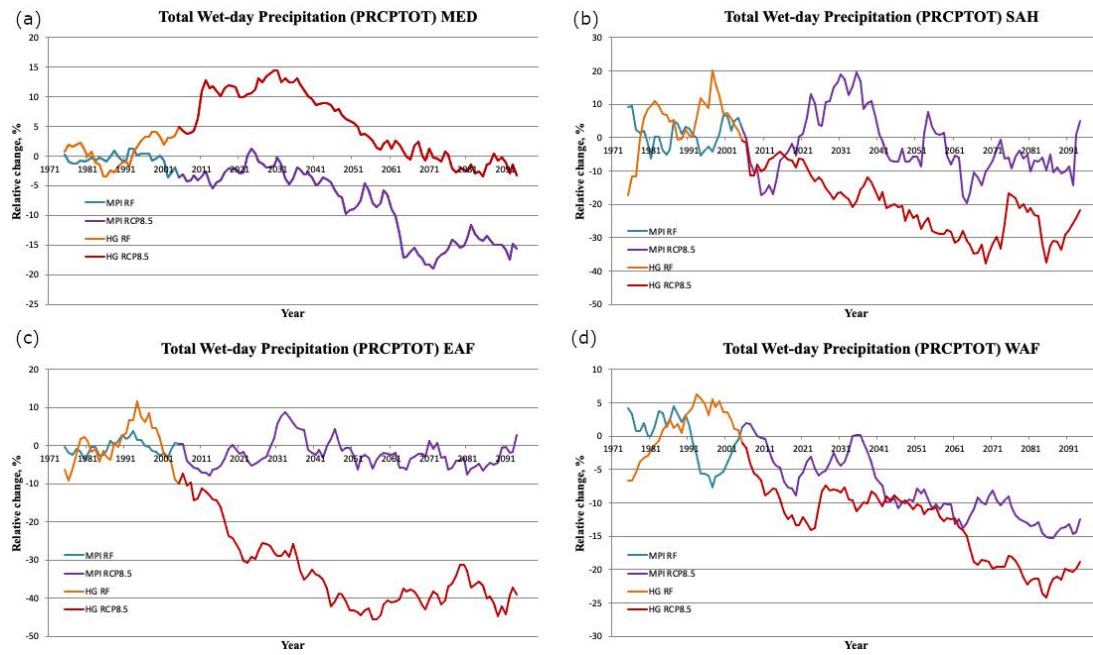 (a)
Total Wet-day Precipitation (PRCPTOT) MED
20
15
10
5
0
-5
-10
-15
-20
-25
Relative change, %
1971 1981 1991 2001 2011 2021 2031 2041 2051 2061 2071 2081 2091
MPI RF
MPI RCP8.5
HG RF
HG RCP8.5
Year
(b)
Total Wet-day Precipitation (PRCPTOT) SAH
30
20
10
0
-10
-20
-30
-40
-50
Relative change, %
1971 1981 1991 2001 2011 2021 2031 2041 2051 2061 2071 2081 2091
MPI RF
MPI RCP8.5
HG RF
HG RCP8.5
Year
(c)
Total Wet-day Precipitation (PRCPTOT) EAF
20
10
0
-10
-20
-30
-40
-50
Relative change, %
1971 1981 1991 2001 2011 2021 2031 2041 2051 2061 2071 2081 2091
MPI RF
MPI RCP8.5
HG RF
HG RCP8.5
Year
(d)
Total Wet-day Precipitation (PRCPTOT) WAF
15
10
5
0
-5
-10
-15
-20
-25
-30
Relative change, %
1971 1981 1991 2001 2011 2021 2031 2041 2051 2061 2071 2081 2091
MPI RF
MPI RCP8.5
HG RF
HG RCP8.5
Year